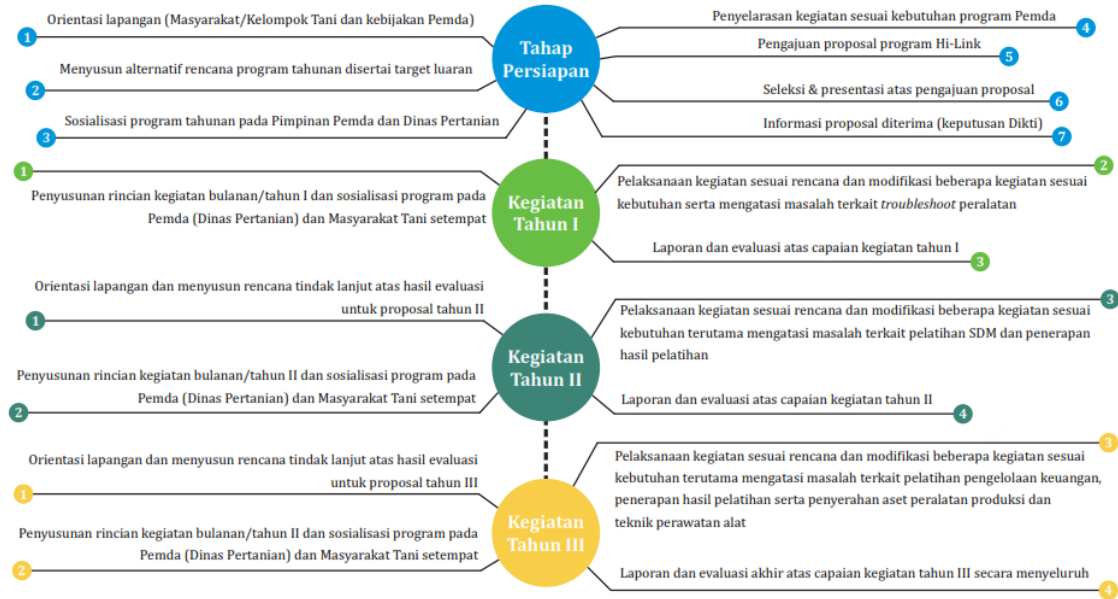 Tahap
Persiapan
Orientasi lapangan (Masyarakat/Kelompok Tani dan kebijakan Pemda)
1
Menyusun alternatif rencana program tahunan disertai target luaran
2
Sosialisasi program tahunan pada Pimpinan Pemda dan Dinas Pertanian
3
Penyelarasan kegiatan sesuai kebutuhan program Pemda
4
Pengajuan proposal program Hi-Link
5
Seleksi & presentasi atas pengajuan proposal
6
Informasi proposal diterima (keputusan Dikti)
7
Kegiatan
Tahun I
1
Penyusunan rincian kegiatan bulanan/tahun I dan sosialisasi program pada
Pemda (Dinas Pertanian) dan Masyarakat Tani setempat
2
Pelaksanaan kegiatan sesuai rencana dan modifikasi beberapa kegiatan sesuai
kebutuhan serta mengatasi masalah terkait troubleshoot peralatan
Laporan dan evaluasi atas capaian kegiatan tahun I
3
Kegiatan
Tahun II
Orientasi lapangan dan menyusun rencana tindak lanjut atas hasil evaluasi
untuk proposal tahun II
1
Penyusunan rincian kegiatan bulanan/tahun II dan sosialisasi program pada
Pemda (Dinas Pertanian) dan Masyarakat Tani setempat
2
3
Pelaksanaan kegiatan sesuai rencana dan modifikasi beberapa kegiatan sesuai
kebutuhan terutama mengatasi masalah terkait pelatihan SDM dan penerapan
hasil pelatihan
Laporan dan evaluasi atas capaian kegiatan tahun II
4
Kegiatan
Tahun III
Orientasi lapangan dan menyusun rencana tindak lanjut atas hasil evaluasi
untuk proposal tahun III
1
Penyusunan rincian kegiatan bulanan/tahun II dan sosialisasi program pada
Pemda (Dinas Pertanian) dan Masyarakat Tani setempat
2
3
Pelaksanaan kegiatan sesuai rencana dan modifikasi beberapa kegiatan sesuai
kebutuhan terutama mengatasi masalah terkait pelatihan pengelolaan keuangan,
penerapan hasil pelatihan serta penyerahan aset peralatan produksi dan
teknik perawatan alat
Laporan dan evaluasi akhir atas capaian kegiatan tahun III secara menyeluruh
4